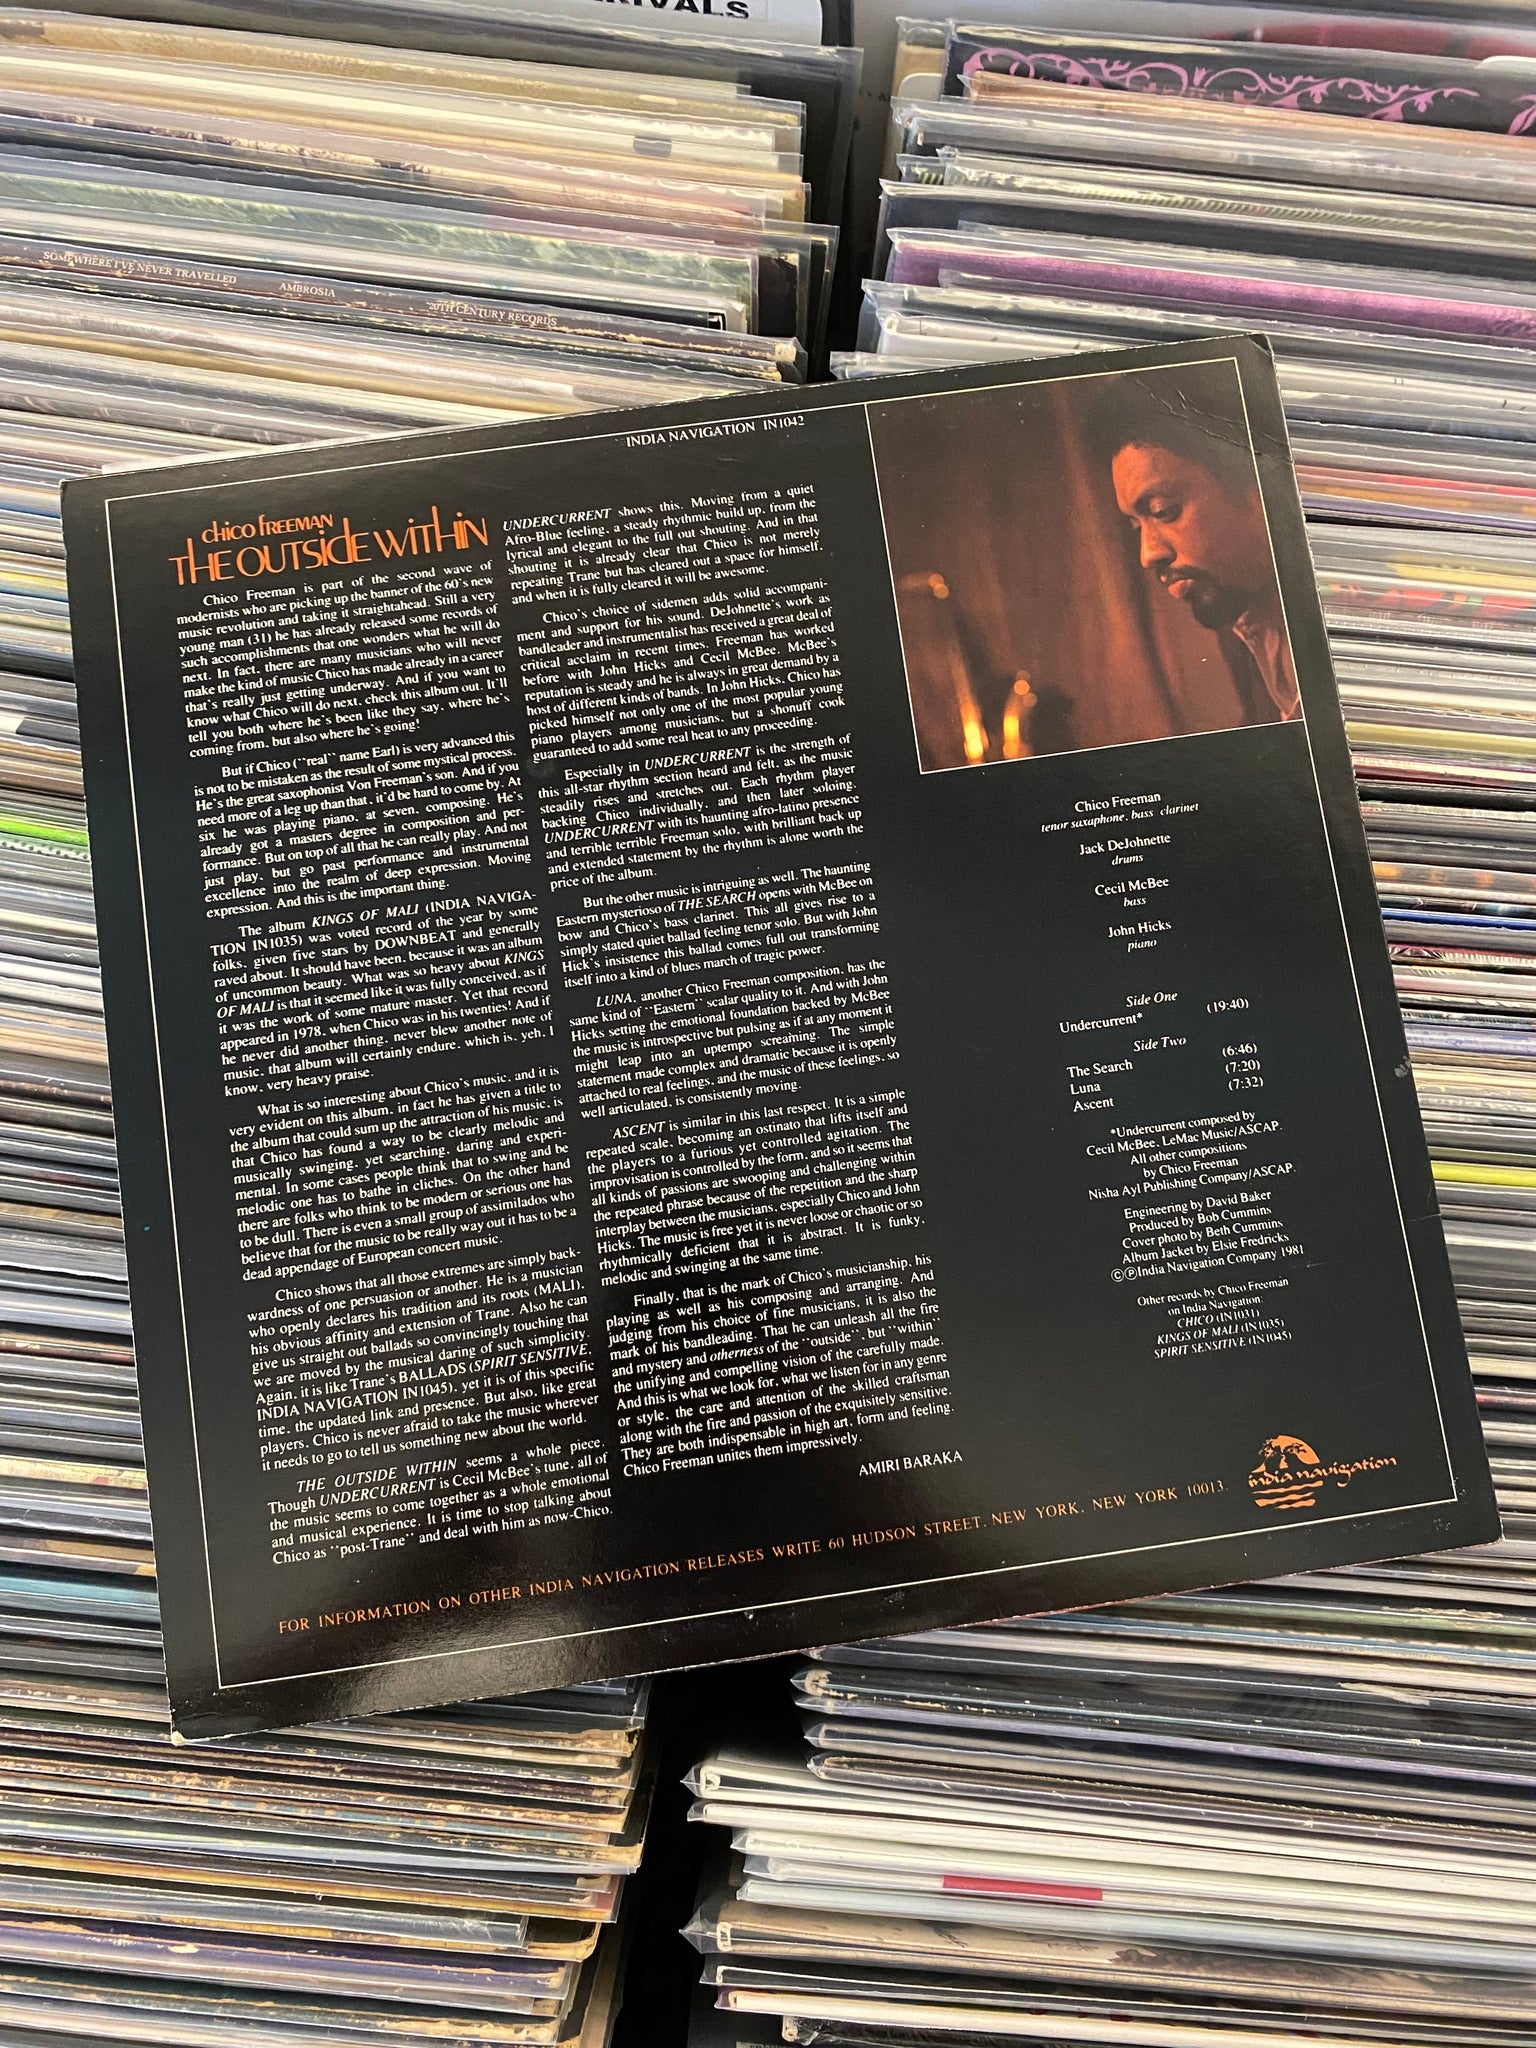 RIVALS
SOMEWHERE I'VE NEVER TRAVELLED AMBROSIA 20TH CENTURY RECORDS
INDIA NAVIGATION IN1042
chico FREEMAN
THE OUTSIDE WITHIN
Chico Freeman is part of the second wave of
modernists who are picking up the banner of the 60's new
music revolution and taking it straightahead. Still a very
young man (31) he has already released some records of
such accomplishments that one wonders what he will do
next. In fact, there are many musicians who will never
make the kind of music Chico has made already in a career
that's really just getting underway. And if you want to
know what Chico will do next, check this album out. It'll
tell you both where he's been like they say, where he's
coming from, but also where he's going!
But if Chico ("real" name Earl) is very advanced this
is not to be mistaken as the result of some mystical process.
He's the great saxophonist Von Freeman's son. And if you
need more of a leg up than that, it'd be hard to come by. At
six he was playing piano, at seven, composing. He's
already got a masters degree in composition and per-
formance. But on top of all that he can really play. And not
just play, but go past performance and instrumental
excellence into the realm of deep expression. Moving
expression. And this is the important thing.
The album KINGS OF MALI (INDIA NAVIGA-
TION IN1035) was voted record of the year by some
folks, given five stars by DOWNBEAT and generally
raved about. It should have been, because it was an album
of uncommon beauty. What was so heavy about KINGS
OF MALI is that it seemed like it was fully conceived, as if
it was the work of some mature master. Yet that record
appeared in 1978, when Chico was in his twenties! And if
he never did another thing, never blew another note of
music, that album will certainly endure, which is, yeh, I
know, very heavy praise.
What is so interesting about Chico's music, and it is
very evident on this album, in fact he has given a title to
the album that could sum up the attraction of his music, is
that Chico has found a way to be clearly melodic and
musically swinging, yet searching, daring and experi-
mental. In some cases people think that to swing and be
melodic one has to bathe in cliches. On the other hand
there are folks who think to be modern or serious one has
to be dull. There is even a small group of assimilados who
believe that for the music to be really way out it has to be a
dead appendage of European concert music.
Chico shows that all those extremes are simply back-
wardness of one persuasion or another. He is a musician
who openly declares his tradition and its roots (MALI),
his obvious affinity and extension of Trane. Also he can
give us straight out ballads so convincingly touching that
we are moved by the musical daring of such simplicity.
Again, it is like Trane's BALLADS (SPIRIT SENSITIVE,
INDIA NAVIGATION IN1045), yet it is of this specific
time, the updated link and presence. But also, like great
players, Chico is never afraid to take the music wherever
it needs to go to tell us something new about the world.
THE OUTSIDE WITHIN seems a whole piece.
Though UNDERCURRENT is Cecil McBee's tune, all of
the music seems to come together as a whole emotional
and musical experience. It is time to stop talking about
Chico as "post-Trane" and deal with him as now-Chico.
UNDERCURRENT shows this. Moving from a quiet
Afro-Blue feeling, a steady rhythmic build up, from the
lyrical and elegant to the full out shouting. And in that
shouting it is already clear that Chico is not merely
repeating Trane but has cleared out a space for himself,
and when it is fully cleared it will be awesome.
Chico's choice of sidemen adds solid accompani-
ment and support for his sound. DeJohnette's work as
bandleader and instrumentalist has received a great deal of
critical acclaim in recent times. Freeman has worked
before with John Hicks and Cecil McBee. McBee's
reputation is steady and he is always in great demand by a
host of different kinds of bands. In John Hicks, Chico has
picked himself not only one of the most popular young
piano players among musicians, but a shonuff cook
guaranteed to add some real heat to any proceeding.
Especially in UNDERCURRENT is the strength of
this all-star rhythm section heard and felt, as the music
steadily rises and stretches out. Each rhythm player
backing Chico individually, and then later soloing.
UNDERCURRENT with its haunting afro-latino presence
and terrible terrible Freeman solo, with brilliant back up
and extended statement by the rhythm is alone worth the
price of the album.
But the other music is intriguing as well. The haunting
Eastern mysterioso of THE SEARCH opens with McBee on
bow and Chico's bass clarinet. This all gives rise to a
simply stated quiet ballad feeling tenor solo. But with John
Hick's insistence this ballad comes full out transforming
itself into a kind of blues march of tragic power.
LUNA, another Chico Freeman composition, has the
same kind of "Eastern" scalar quality to it. And with John
Hicks setting the emotional foundation backed by McBee
the music is introspective but pulsing as if at any moment it
might leap into an uptempo screaming. The simple
statement made complex and dramatic because it is openly
attached to real feelings, and the music of these feelings, so
well articulated, is consistently moving.
ASCENT is similar in this last respect. It is a simple
repeated scale, becoming an ostinato that lifts itself and
the players to a furious yet controlled agitation. The
improvisation is controlled by the form, and so it seems that
all kinds of passions are swooping and challenging within
the repeated phrase because of the repetition and the sharp
interplay between the musicians, especially Chico and John
Hicks. The music is free yet it is never loose or chaotic or so
rhythmically deficient that it is abstract. It is funky,
melodic and swinging at the same time.
Finally, that is the mark of Chico's musicianship, his
playing as well as his composing and arranging. And
judging from his choice of fine musicians, it is also the
mark of his bandleading. That he can unleash all the fire
and mystery and otherness of the "outside", but "within"
the unifying and compelling vision of the carefully made.
And this is what we look for, what we listen for in any genre
or style, the care and attention of the skilled craftsman
along with the fire and passion of the exquisitely sensitive.
They are both indispensable in high art, form and feeling.
Chico Freeman unites them impressively.
AMIRI BARAKA
Chico Freeman
tenor saxaphone, bass clarinet
Jack DeJohnette
drums
Cecil McBee
bass
John Hicks
piano
Side One
Undercurrent* (19:40)
Side Two
The Search (6:46)
Luna (7:20)
Ascent (7:32)
*Undercurrent composed by
Cecil McBee, LeMac Music/ASCAP.
All other compositions
by Chico Freeman
Nisha Ayl Publishing Company/ASCAP.
Engineering by David Baker
Produced by Bob Cummins
Cover photo by Beth Cummins
Album Jacket by Elsie Fredricks
©℗India Navigation Company 1981
Other records by Chico Freeman
on India Navigation:
CHICO (IN1031)
KINGS OF MALI (IN1035)
SPIRIT SENSITIVE (IN1045)
india navigation
FOR INFORMATION ON OTHER INDIA NAVIGATION RELEASES WRITE 60 HUDSON STREET, NEW YORK, NEW YORK 10013.